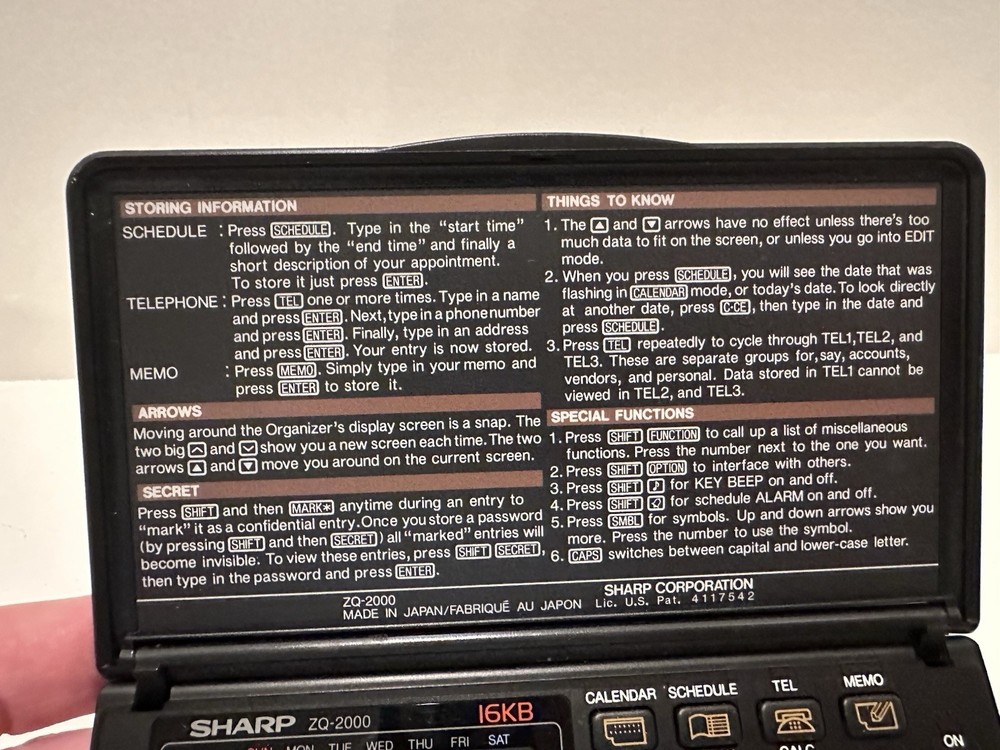 STORING INFORMATION
SCHEDULE : Press [SCHEDULE]. Type in the “start time”
followed by the “end time” and finally a
short description of your appointment.
To store it just press [ENTER].
TELEPHONE : Press [TEL] one or more times. Type in a name
and press [ENTER]. Next, type in a phone number
and press [ENTER]. Finally, type in an address
and press [ENTER]. Your entry is now stored.
MEMO : Press [MEMO]. Simply type in your memo and
press [ENTER] to store it.
ARROWS
Moving around the Organizer's display screen is a snap. The
two big [︿] and [﹀] show you a new screen each time. The two
arrows [▲] and [▼] move you around on the current screen.
SECRET
Press [SHIFT] and then [MARK*] anytime during an entry to
“mark” it as a confidential entry. Once you store a password
(by pressing [SHIFT] and then [SECRET]) all “marked” entries will
become invisible. To view these entries, press [SHIFT] [SECRET],
then type in the password and press [ENTER].
THINGS TO KNOW
1. The [▲] and [▼] arrows have no effect unless there's too
much data to fit on the screen, or unless you go into EDIT
mode.
2. When you press [SCHEDULE], you will see the date that was
flashing in [CALENDAR] mode, or today's date. To look directly
at another date, press [C·CE], then type in the date and
press [SCHEDULE].
3. Press [TEL] repeatedly to cycle through TEL1, TEL2, and
TEL3. These are separate groups for, say, accounts,
vendors, and personal. Data stored in TEL1 cannot be
viewed in TEL2, and TEL3.
SPECIAL FUNCTIONS
1. Press [SHIFT] [FUNCTION] to call up a list of miscellaneous
functions. Press the number next to the one you want.
2. Press [SHIFT] [OPTION] to interface with others.
3. Press [SHIFT] [♪] for KEY BEEP on and off.
4. Press [SHIFT] for schedule ALARM on and off.
5. Press [SMBL] for symbols. Up and down arrows show you
more. Press the number to use the symbol.
6. [CAPS] switches between capital and lower-case letter.
ZQ-2000
MADE IN JAPAN/FABRIQUÉ AU JAPON
SHARP CORPORATION
Lic. U.S. Pat. 4117542
SHARP ZQ-2000 16KB
SUN MON TUE WED THU FRI SAT
CALENDAR SCHEDULE TEL MEMO
CALC
ON